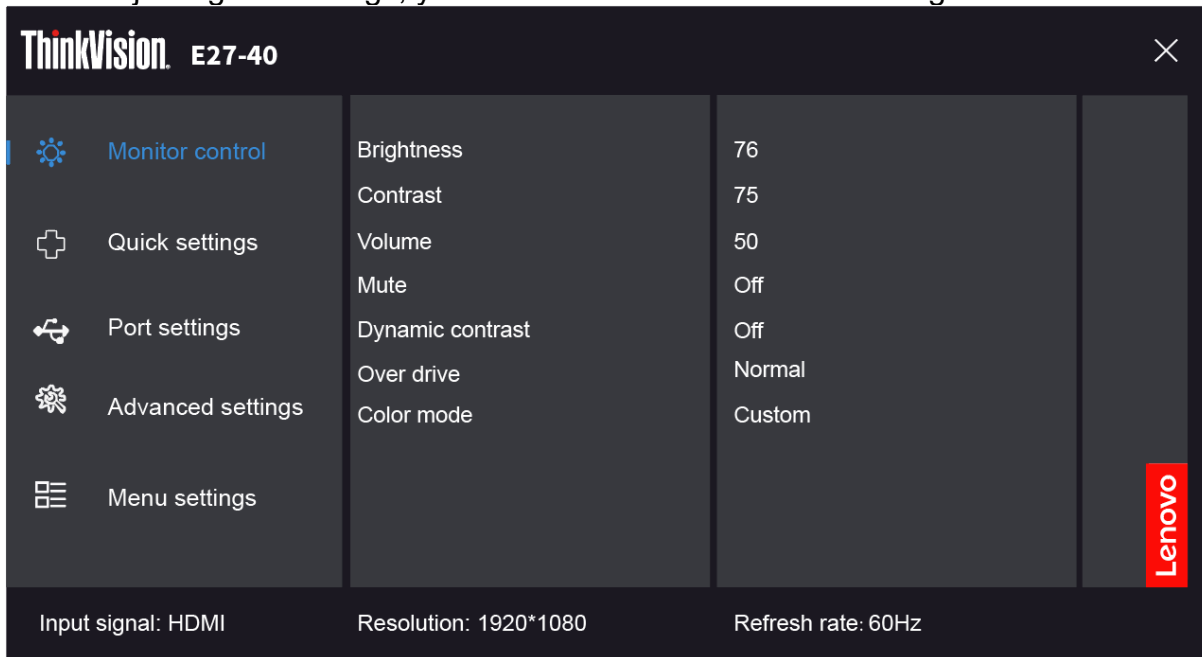 ThinkVision. E27-40
Monitor control
Quick settings
Port settings
Advanced settings
Menu settings
Brightness 76
Contrast 75
Volume 50
Mute Off
Dynamic contrast Off
Over drive Normal
Color mode Custom
Lenovo
Input signal: HDMI Resolution: 1920*1080 Refresh rate: 60Hz